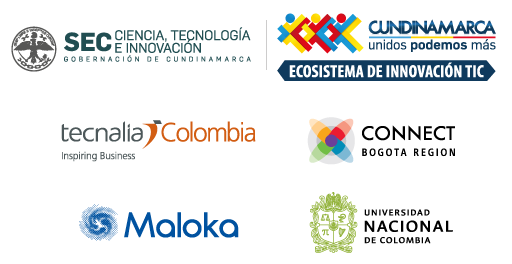 SEC CIENCIA, TECNOLOGÍA
E INNOVACIÓN
GOBERNACIÓN DE CUNDINAMARCA
CUNDINAMARCA
unidos podemos más
ECOSISTEMA DE INNOVACIÓN TIC
tecnalia Colombia
Inspiring Business
CONNECT
BOGOTA REGION
Maloka
UNIVERSIDAD
NACIONAL
DE COLOMBIA